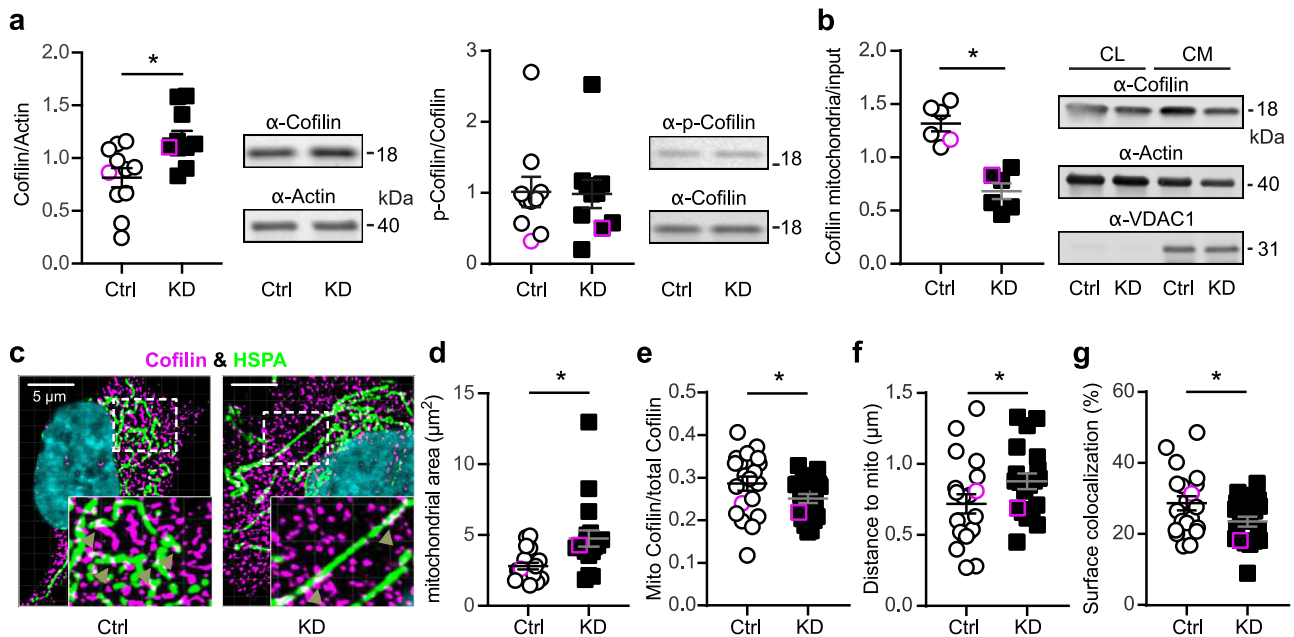 a
Cofilin/Actin
2.0
1.5
1.0
0.5
0.0
*
Ctrl
KD
α-Cofilin
-18
α-Actin
kDa
-40
Ctrl KD
p-Cofilin/Cofilin
3
2
1
0
Ctrl
KD
α-p-Cofilin
-18
α-Cofilin
-18
Ctrl KD
b
Cofilin mitochondria/input
2.0
1.5
1.0
0.5
0.0
*
Ctrl
KD
CL CM
α-Cofilin
-18
kDa
α-Actin
-40
α-VDAC1
-31
Ctrl KD Ctrl KD
c
Cofilin & HSPA
5 µm
Ctrl
KD
d
mitochondrial area (µm²)
15
10
5
0
*
Ctrl
KD
e
Mito Cofilin/total Cofilin
0.5
0.4
0.3
0.2
0.1
0.0
*
Ctrl
KD
f
Distance to mito (µm)
1.5
1.0
0.5
0.0
*
Ctrl
KD
g
Surface colocalization (%)
60
40
20
0
*
Ctrl
KD